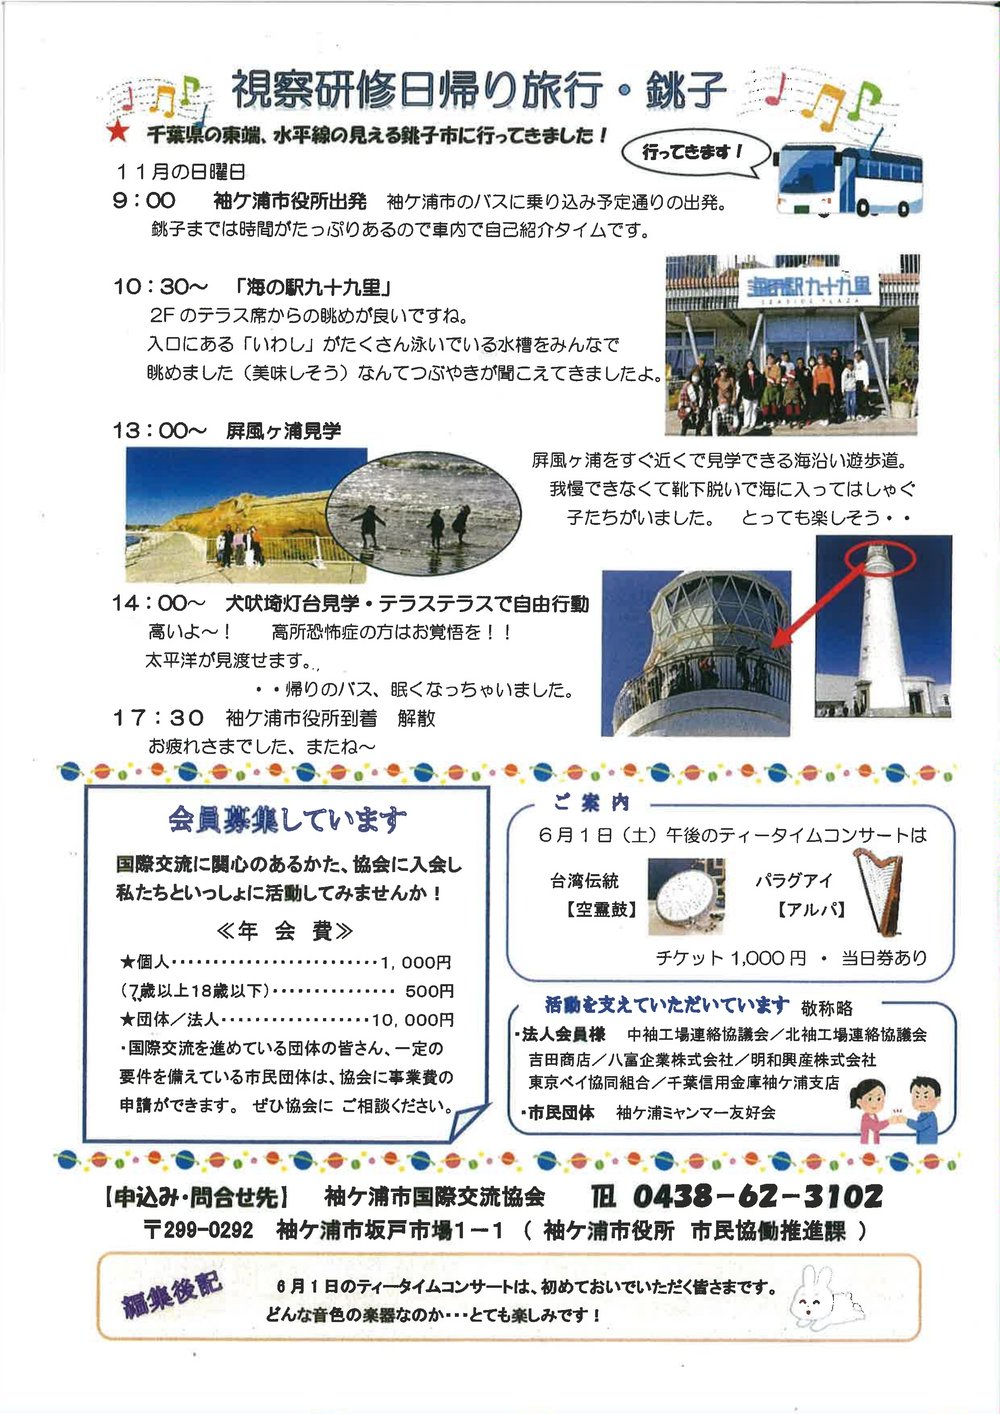 視察研修日帰り旅行・銚子
★ 千葉県の東端、水平線の見える銚子市に行ってきました！
行ってきます！
１１月の日曜日
９：００　袖ケ浦市役所出発　袖ケ浦市のバスに乗り込み予定通りの出発。
銚子までは時間がたっぷりあるので車内で自己紹介タイムです。
１０：３０～　「海の駅九十九里」
２Ｆのテラス席からの眺めが良いですね。
入口にある「いわし」がたくさん泳いでいる水槽をみんなで
眺めました（美味しそう）なんてつぶやきが聞こえてきましたよ。
海の駅九十九里
SEASIDE PLAZA
１３：００～　屏風ヶ浦見学
屏風ヶ浦をすぐ近くで見学できる海沿い遊歩道。
我慢できなくて靴下脱いで海に入ってはしゃぐ
子たちがいました。　とっても楽しそう・・
１４：００～　犬吠埼灯台見学・テラステラスで自由行動
高いよ～！　高所恐怖症の方はお覚悟を！！
太平洋が見渡せます。
・・帰りのバス、眠くなっちゃいました。
１７：３０　袖ケ浦市役所到着　解散
お疲れさまでした、またね～
会員募集しています
国際交流に関心のあるかた、協会に入会し
私たちといっしょに活動してみませんか！
≪年　会　費≫
★個人・・・・・・・・・・・・・・・・・・・・・・・・・1，000円
（7歳以上18歳以下）・・・・・・・・・・・・・・・ 500円
★団体／法人・・・・・・・・・・・・・・・・・・10，000円
・国際交流を進めている団体の皆さん、一定の
要件を備えている市民団体は、協会に事業費の
申請ができます。 ぜひ協会に ご相談ください。
ご 案 内
６月１日（土）午後のティータイムコンサートは
台湾伝統　パラグアイ
【空靈鼓】　【アルパ】
チケット 1,000円 ・ 当日券あり
活動を支えていただいています 敬称略
・法人会員様　中袖工場連絡協議会／北袖工場連絡協議会
吉田商店／八富企業株式会社／明和興産株式会社
東京ベイ協同組合／千葉信用金庫袖ケ浦支店
・市民団体　袖ケ浦ミャンマー友好会
【申込み・問合せ先】　袖ケ浦市国際交流協会　℡ 0438－62－3102
〒299-0292　袖ケ浦市坂戸市場１－１（ 袖ケ浦市役所 市民協働推進課 ）
編集後記
６月１日のティータイムコンサートは、初めておいでいただく皆さまです。
どんな音色の楽器なのか・・・とても楽しみです！